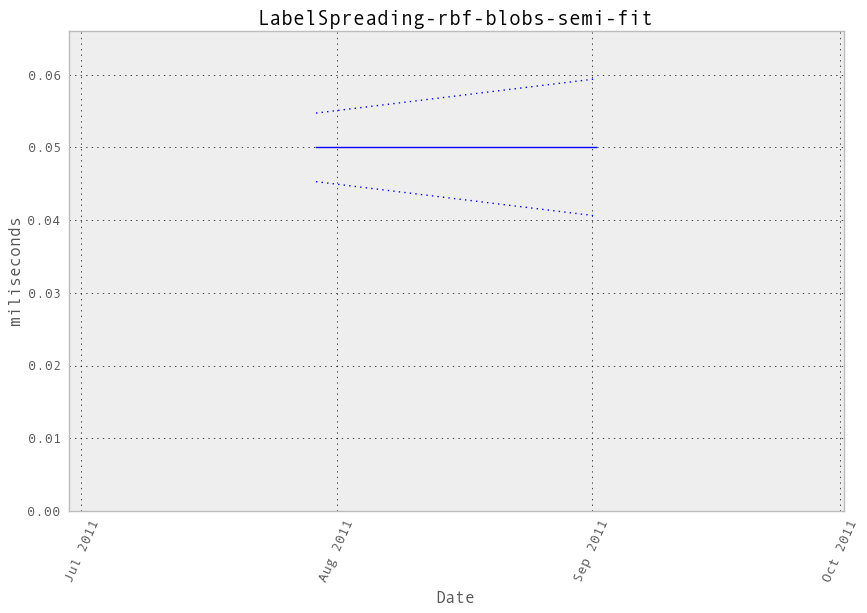 LabelSpreading-rbf-blobs-semi-fit
0.06
0.05
0.04
0.03
0.02
0.01
0.00
miliseconds
Jul 2011
Aug 2011
Sep 2011
Oct 2011
Date